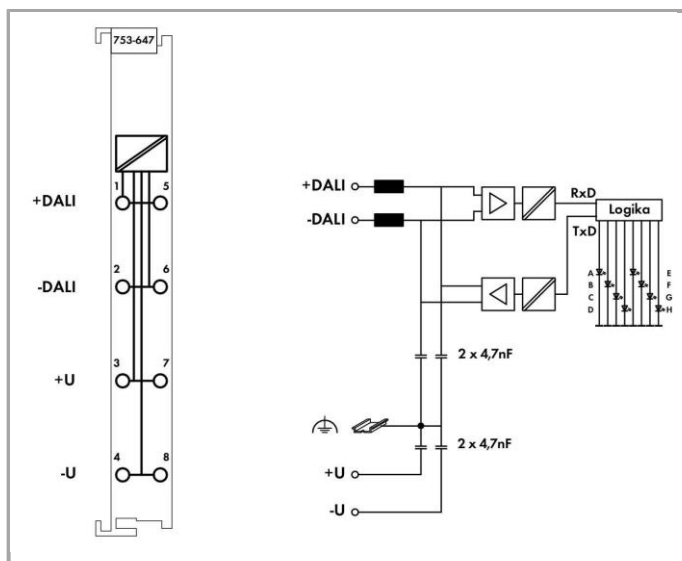 753-647
1 5
+DALI
2 6
-DALI
3 7
+U
4 8
-U
+DALI
-DALI
RxD
Logika
TxD
A E
B F
C G
D H
2 x 4,7nF
2 x 4,7nF
+U
-U